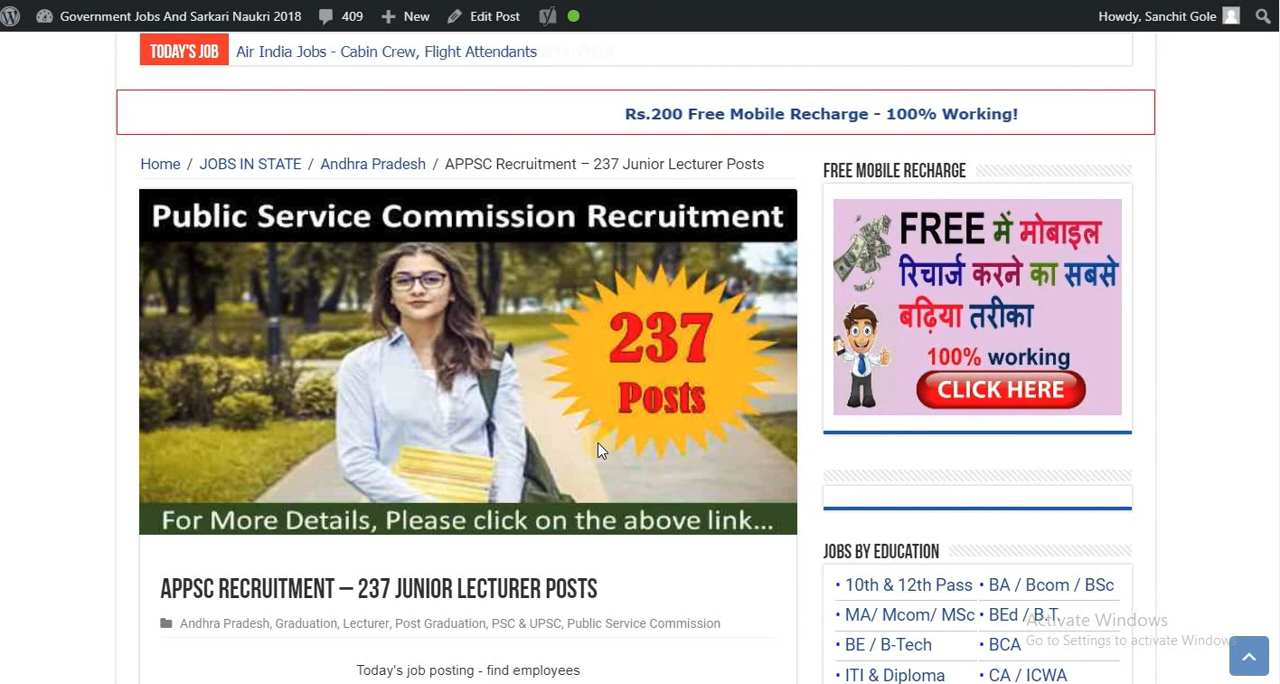 Government Jobs And Sarkari Naukri 2018 409 New Edit Post Howdy, Sanchit Gole
TODAY'S JOB Air India Jobs - Cabin Crew, Flight Attendants
Rs.200 Free Mobile Recharge - 100% Working!
Home / JOBS IN STATE / Andhra Pradesh / APPSC Recruitment – 237 Junior Lecturer Posts
Public Service Commission Recruitment
237
Posts
For More Details, Please click on the above link...
APPSC RECRUITMENT – 237 JUNIOR LECTURER POSTS
Andhra Pradesh, Graduation, Lecturer, Post Graduation, PSC & UPSC, Public Service Commission
Today's job posting - find employees
FREE MOBILE RECHARGE
FREE में मोबाइल
रिचार्ज करने का सबसे
बढ़िया तरीका
100% working
CLICK HERE
JOBS BY EDUCATION
• 10th & 12th Pass • BA / Bcom / BSc
• MA/ Mcom/ MSc • BEd / B.T.
• BE / B-Tech • BCA
• ITI & Diploma • CA / ICWA
Activate Windows
Go to Settings to activate Windows.